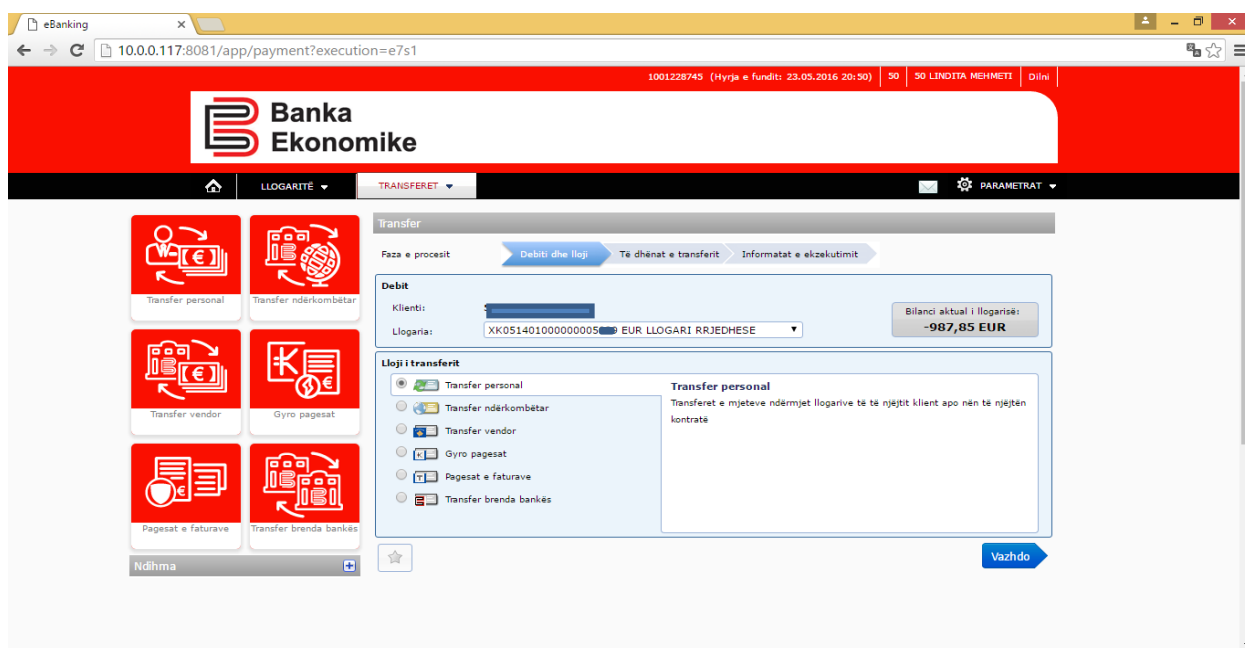 eBanking
10.0.0.117:8081/app/payment?execution=e7s1
1001228745 (Hyrja e fundit: 23.05.2016 20:50) 50 50 LINDITA MEHMETI Dilni
Banka
Ekonomike
LLOGARITË TRANSFERET PARAMETRAT
Transfer personal Transfer ndërkombëtar
Transfer vendor Gyro pagesat
Pagesat e faturave Transfer brenda bankës
Ndihma
Transfer
Faza e procesit Debiti dhe lloji Të dhënat e transferit Informatat e ekzekutimit
Debit
Klienti:
Llogaria: EUR LLOGARI RRJEDHESE
Bilanci aktual i llogarisë:
-987,85 EUR
Lloji i transferit
Transfer personal
Transfer ndërkombëtar
Transfer vendor
Gyro pagesat
Pagesat e faturave
Transfer brenda bankës
Transfer personal
Transferet e mjeteve ndërmjet llogarive të të njëjtit klient apo nën të njëjtën
kontratë
Vazhdo